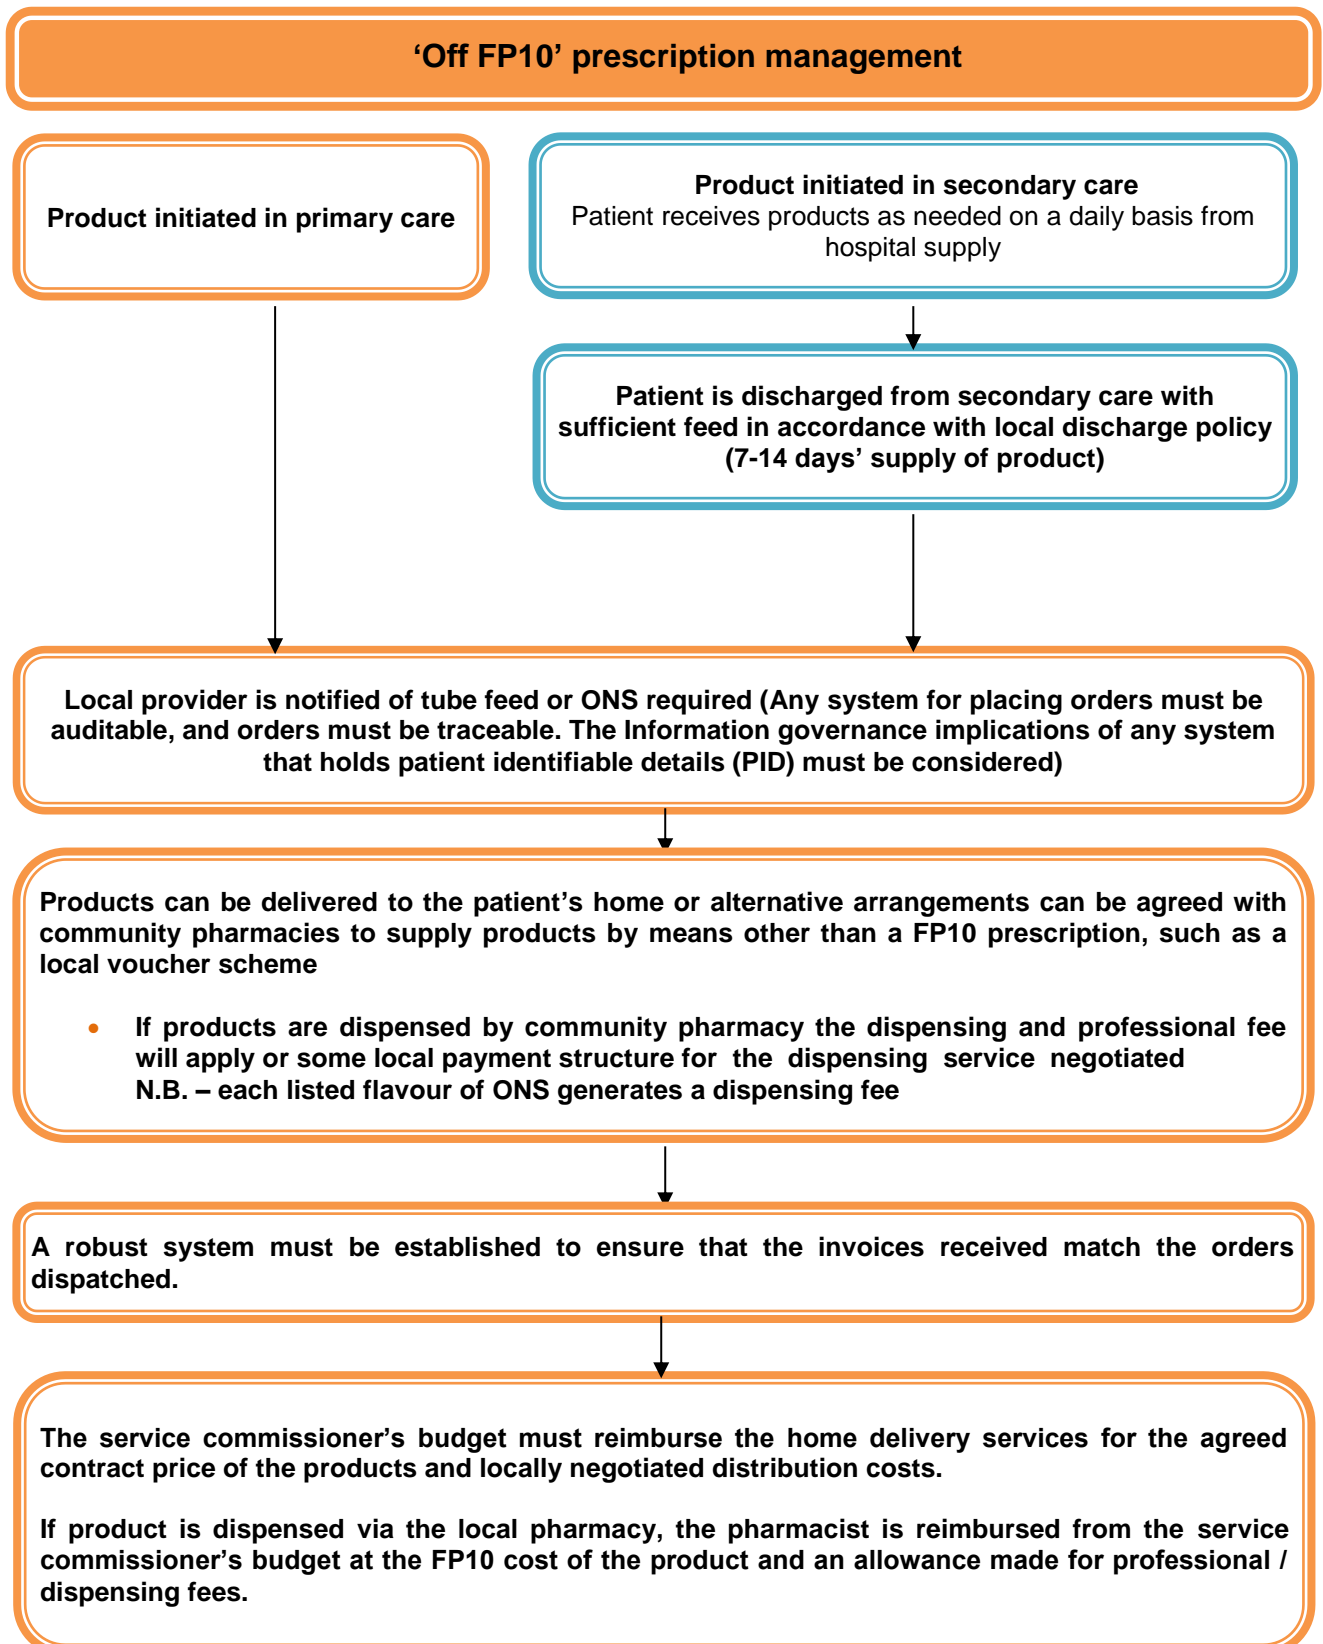 ‘Off FP10’ prescription management
Product initiated in primary care
Product initiated in secondary care
Patient receives products as needed on a daily basis from
hospital supply
Patient is discharged from secondary care with
sufficient feed in accordance with local discharge policy
(7-14 days’ supply of product)
Local provider is notified of tube feed or ONS required (Any system for placing orders must be
auditable, and orders must be traceable. The Information governance implications of any system
that holds patient identifiable details (PID) must be considered)
Products can be delivered to the patient’s home or alternative arrangements can be agreed with
community pharmacies to supply products by means other than a FP10 prescription, such as a
local voucher scheme
• If products are dispensed by community pharmacy the dispensing and professional fee
will apply or some local payment structure for the dispensing service negotiated
N.B. – each listed flavour of ONS generates a dispensing fee
A robust system must be established to ensure that the invoices received match the orders
dispatched.
The service commissioner’s budget must reimburse the home delivery services for the agreed
contract price of the products and locally negotiated distribution costs.
If product is dispensed via the local pharmacy, the pharmacist is reimbursed from the service
commissioner’s budget at the FP10 cost of the product and an allowance made for professional /
dispensing fees.